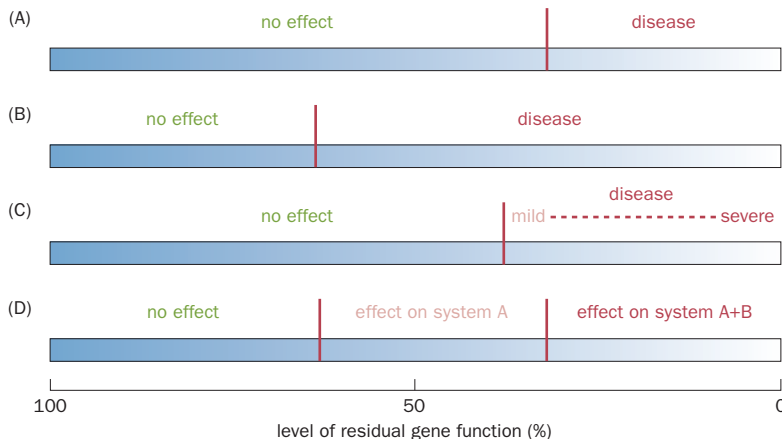 (A) no effect disease
(B) no effect disease
disease
(C) no effect mild severe
(D) no effect effect on system A effect on system A+B
100 50 0
level of residual gene function (%)